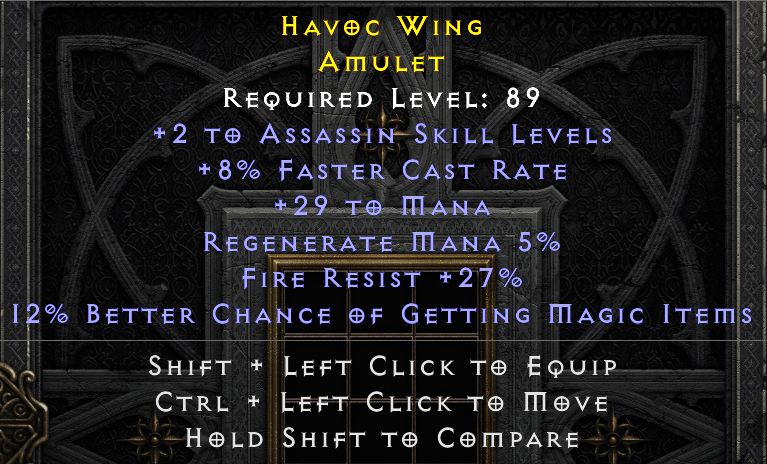 Havoc Wing
Amulet
Required Level: 89
+2 to Assassin Skill Levels
+8% Faster Cast Rate
+29 to Mana
Regenerate Mana 5%
Fire Resist +27%
12% Better Chance of Getting Magic Items
Shift + Left Click to Equip
Ctrl + Left Click to Move
Hold Shift to Compare